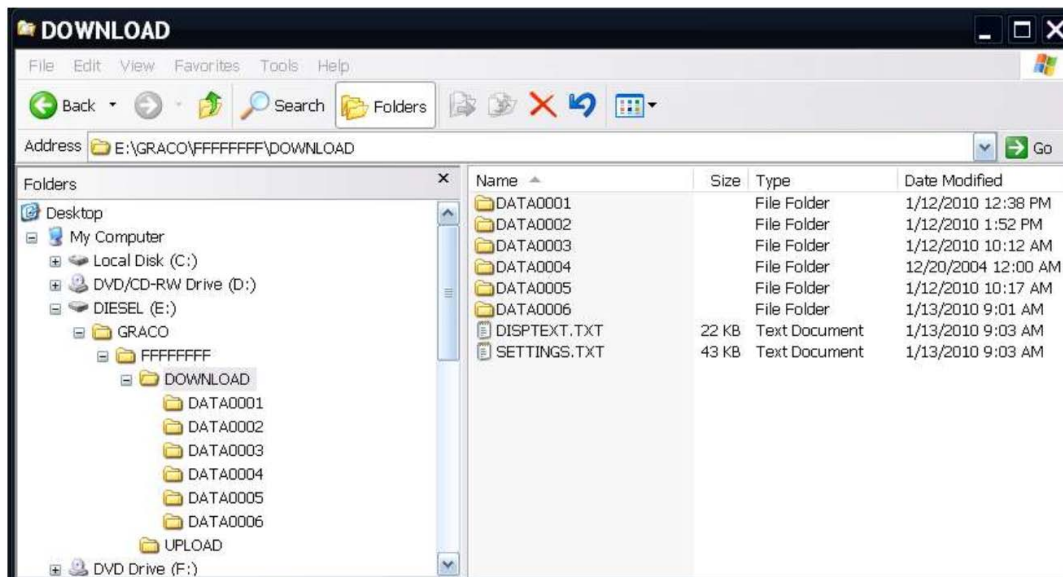 DOWNLOAD
File Edit View Favorites Tools Help
Back Search Folders
Address E:\GRACO\FFFFFFFF\DOWNLOAD Go
Folders x Name Size Type Date Modified
Desktop
My Computer
Local Disk (C:)
DVD/CD-RW Drive (D:)
DIESEL (E:)
GRACO
FFFFFFFF
DOWNLOAD
DATA0001
DATA0002
DATA0003
DATA0004
DATA0005
DATA0006
UPLOAD
DVD Drive (F:)
DATA0001 File Folder 1/12/2010 12:38 PM
DATA0002 File Folder 1/12/2010 1:52 PM
DATA0003 File Folder 1/12/2010 10:12 AM
DATA0004 File Folder 12/20/2004 12:00 AM
DATA0005 File Folder 1/12/2010 10:17 AM
DATA0006 File Folder 1/13/2010 9:01 AM
DISPTEXT.TXT 22 KB Text Document 1/13/2010 9:03 AM
SETTINGS.TXT 43 KB Text Document 1/13/2010 9:03 AM